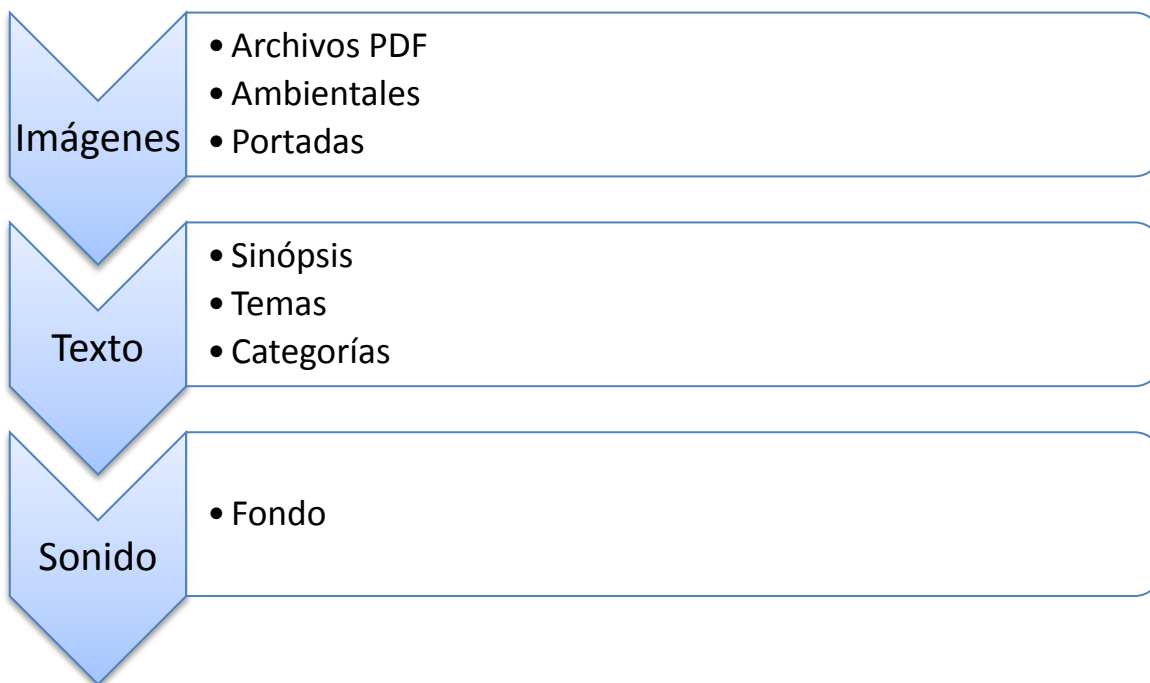 Imágenes
• Archivos PDF
• Ambientales
• Portadas
Texto
• Sinópsis
• Temas
• Categorías
Sonido
• Fondo